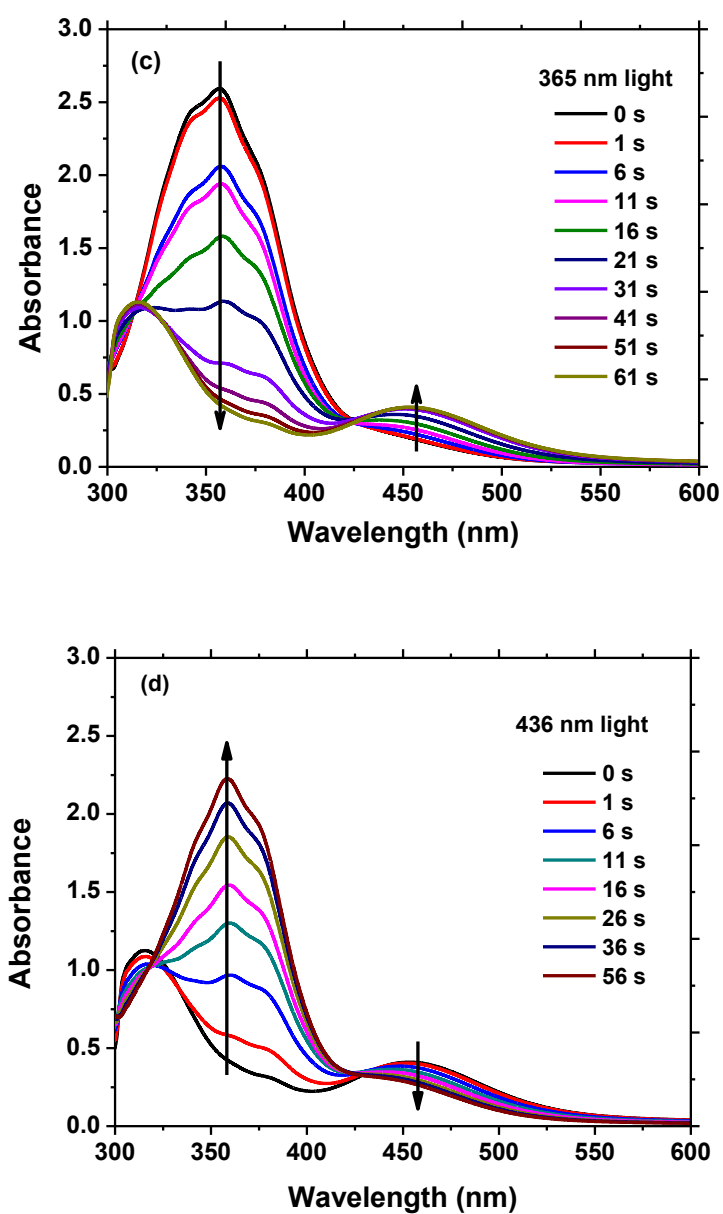 3.0
(c)
365 nm light
2.5
0 s
1 s
2.0
6 s
11 s
1.5
16 s
21 s
1.0
31 s
41 s
0.5
51 s
61 s
0.0
300 350 400 450 500 550 600
Absorbance
Wavelength (nm)
3.0
(d)
436 nm light
2.5
0 s
1 s
2.0
6 s
11 s
1.5
16 s
26 s
1.0
36 s
56 s
0.5
0.0
300 350 400 450 500 550 600
Absorbance
Wavelength (nm)